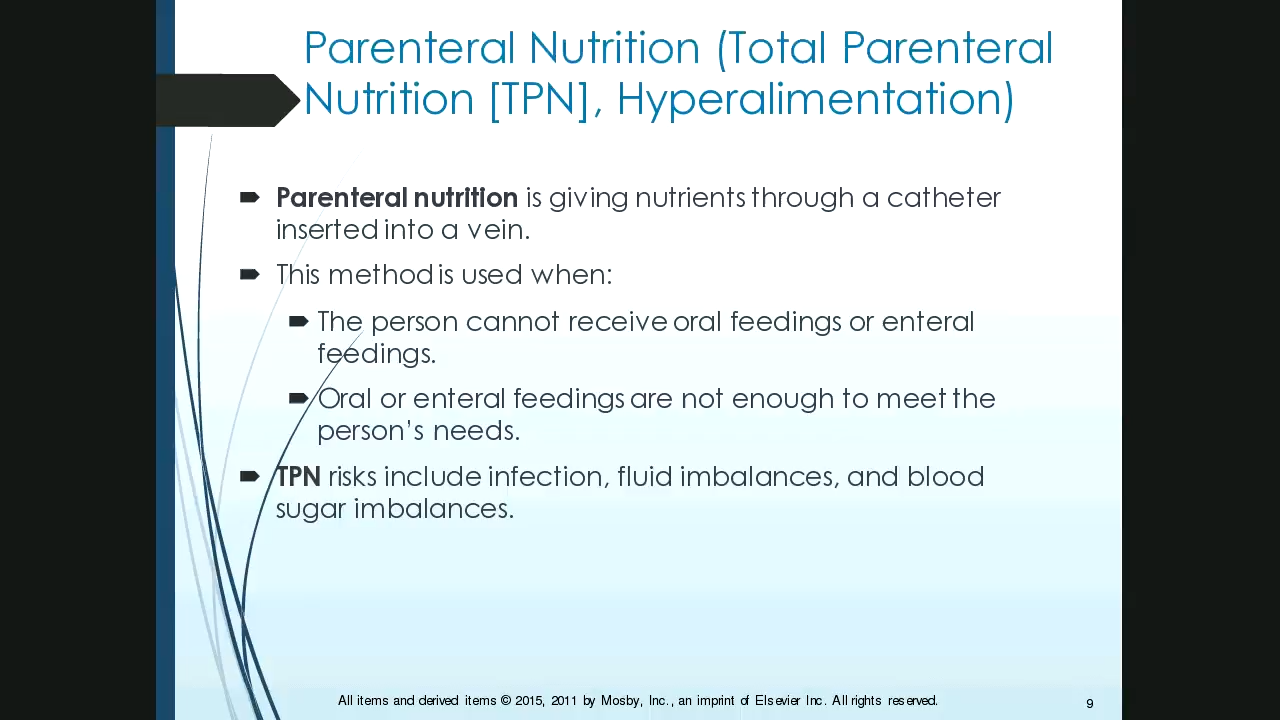 Parenteral Nutrition (Total Parenteral
Nutrition [TPN], Hyperalimentation)
Parenteral nutrition is giving nutrients through a catheter
inserted into a vein.
This method is used when:
The person cannot receive oral feedings or enteral
feedings.
Oral or enteral feedings are not enough to meet the
person's needs.
TPN risks include infection, fluid imbalances, and blood
sugar imbalances.
All items and derived items © 2015, 2011 by Mosby, Inc., an imprint of Elsevier Inc. All rights reserved.
9